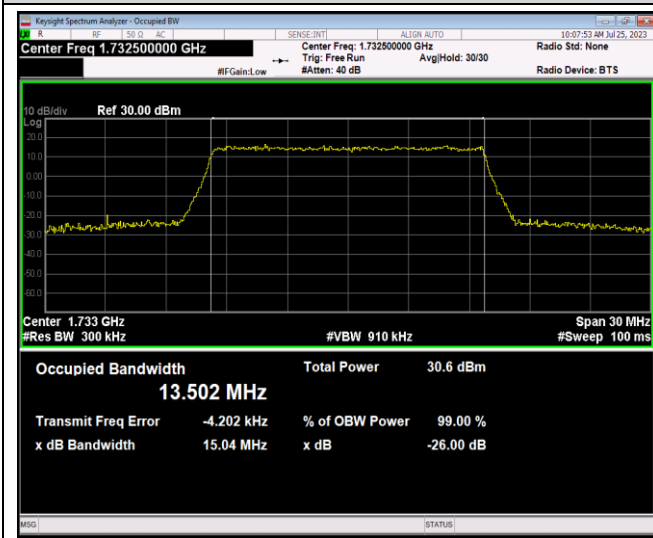 Keysight Spectrum Analyzer - Occupied BW
R RF 50 Ω AC SENSE:INT ALIGN AUTO 10:07:53 AM Jul 25, 2023
Center Freq 1.732500000 GHz Center Freq: 1.732500000 GHz Radio Std: None
Trig: Free Run Avg|Hold: 30/30
#IFGain:Low #Atten: 40 dB Radio Device: BTS
10 dB/div Ref 30.00 dBm
Log
20.0
10.0
0.00
-10.0
-20.0
-30.0
-40.0
-50.0
-60.0
Center 1.733 GHz Span 30 MHz
#Res BW 300 kHz #VBW 910 kHz #Sweep 100 ms
Occupied Bandwidth Total Power 30.6 dBm
13.502 MHz
Transmit Freq Error -4.202 kHz % of OBW Power 99.00 %
x dB Bandwidth 15.04 MHz x dB -26.00 dB
MSG STATUS